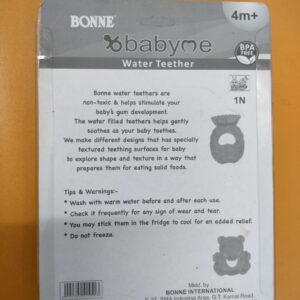 BONNE
4m+
babyme
BPA
FREE
Water Teether
1N
Bonne water teethers are
non-toxic & helps stimulate your
baby's gum development.
The water filled teethers helps gently
soothes as your baby teethes.
We make different designs that has specially
textured teething surfaces for baby
to explore shape and texture in a way that
prepares them for eating solid foods.
Tips & Warnings:-
* Wash with warm water before and after each use.
* Check it frequently for any sign of wear and tear.
* You may stick them in the fridge to cool for an added relief.
* Do not freeze.
Mktd. by
BONNE INTERNATIONAL
Industrial Area, G.T. Karnal Road,